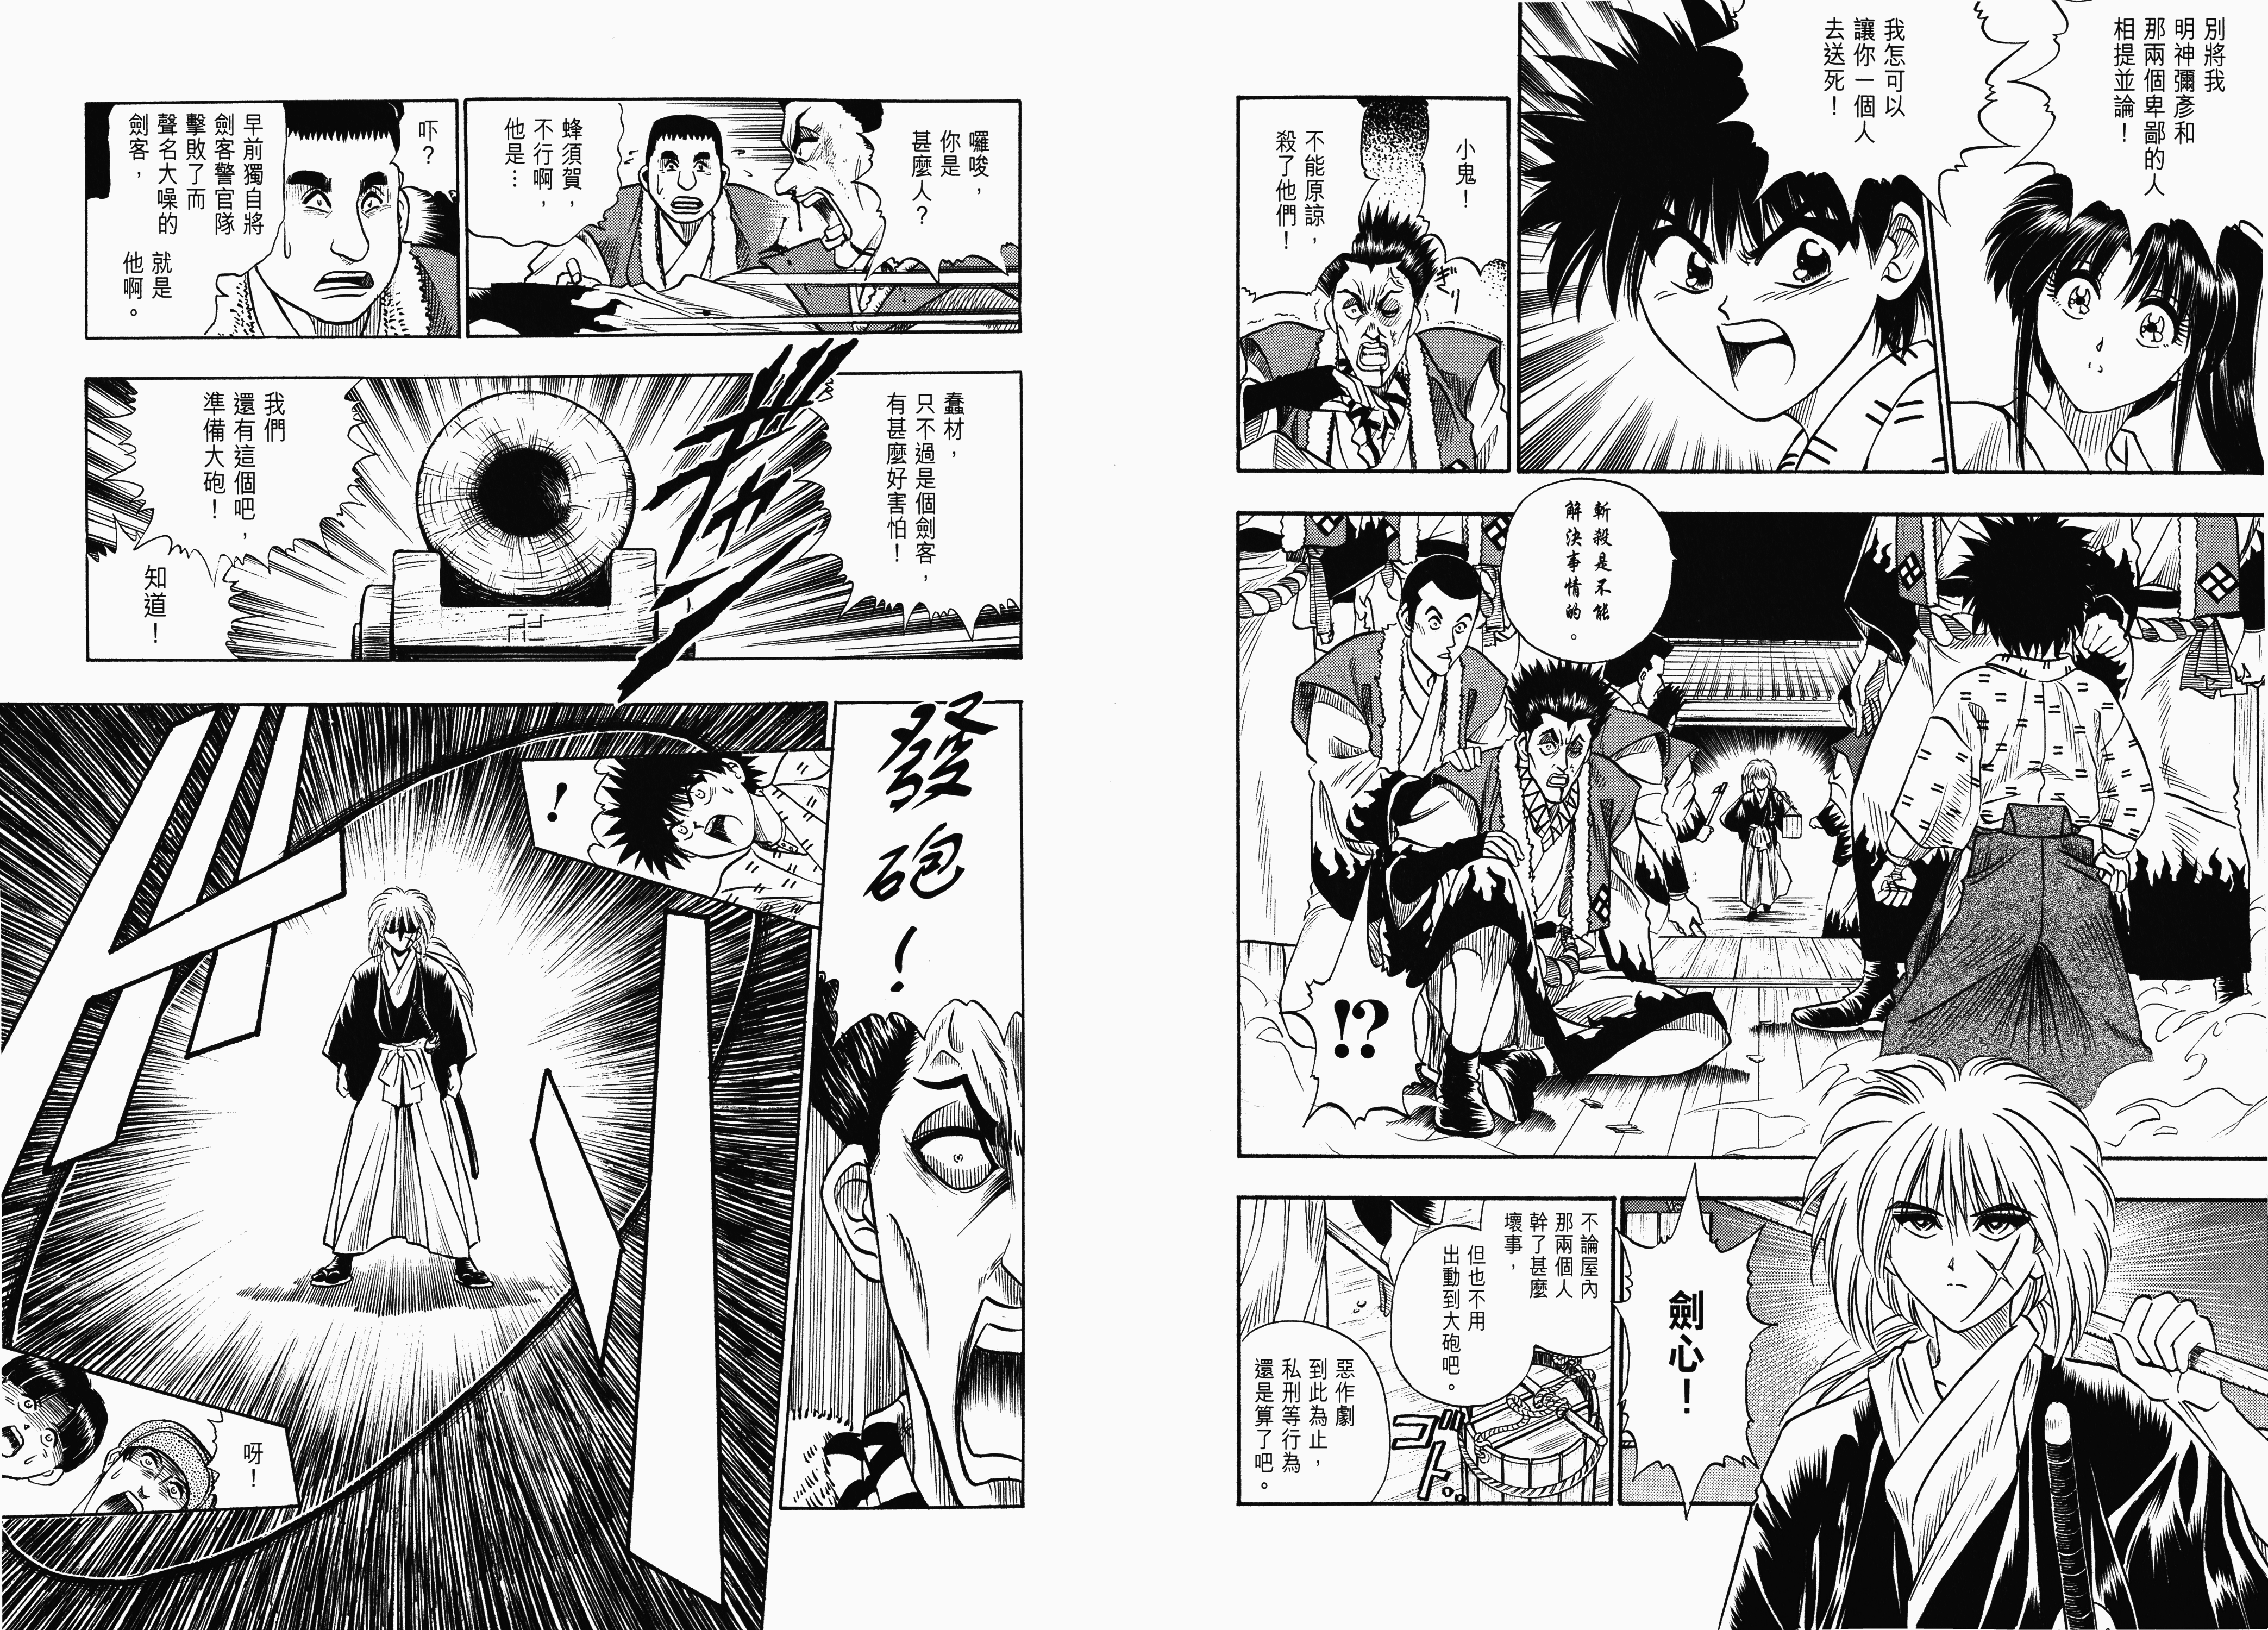 別將我
明神彌彥和
那兩個卑鄙的人
相提並論！
我怎可以
讓你一個人
去送死！
小鬼！
不能原諒，
殺了他們！
ギリ
斬殺是不能
解決事情的。
!?
劍心！
不論屋內
那兩個人
幹了甚麼
壞事，
但也不用
出動到大砲吧。
惡作劇
到此為止，
私刑等行為
還是算了吧。
ゴト…
囉唆，
你是
甚麼人？
蜂須賀，
不行啊，
他是…
吓？
早前獨自將
劍客警官隊
擊敗了而
聲名大噪的
劍客，
就是
他啊。
蠢材，
只不過是個劍客，
有甚麼好害怕！
我們
還有這個吧，
準備大砲！
知道！
卍
發砲！
！
呀！